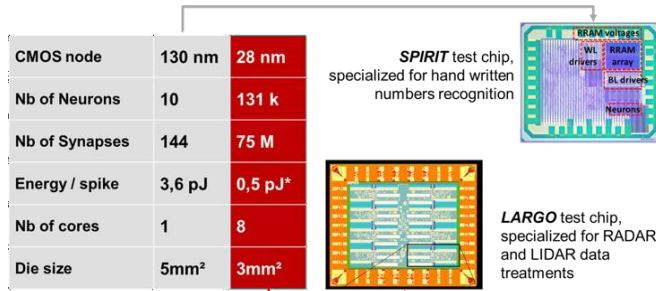 CMOS node 130 nm 28 nm
Nb of Neurons 10 131 k
Nb of Synapses 144 75 M
Energy / spike 3,6 pJ 0,5 pJ*
Nb of cores 1 8
Die size 5mm² 3mm²
SPIRIT test chip,
specialized for hand written
numbers recognition
RRAM voltages
WL
drivers
RRAM
array
BL drivers
Neurons
LARGO test chip,
specialized for RADAR
and LIDAR data
treatments